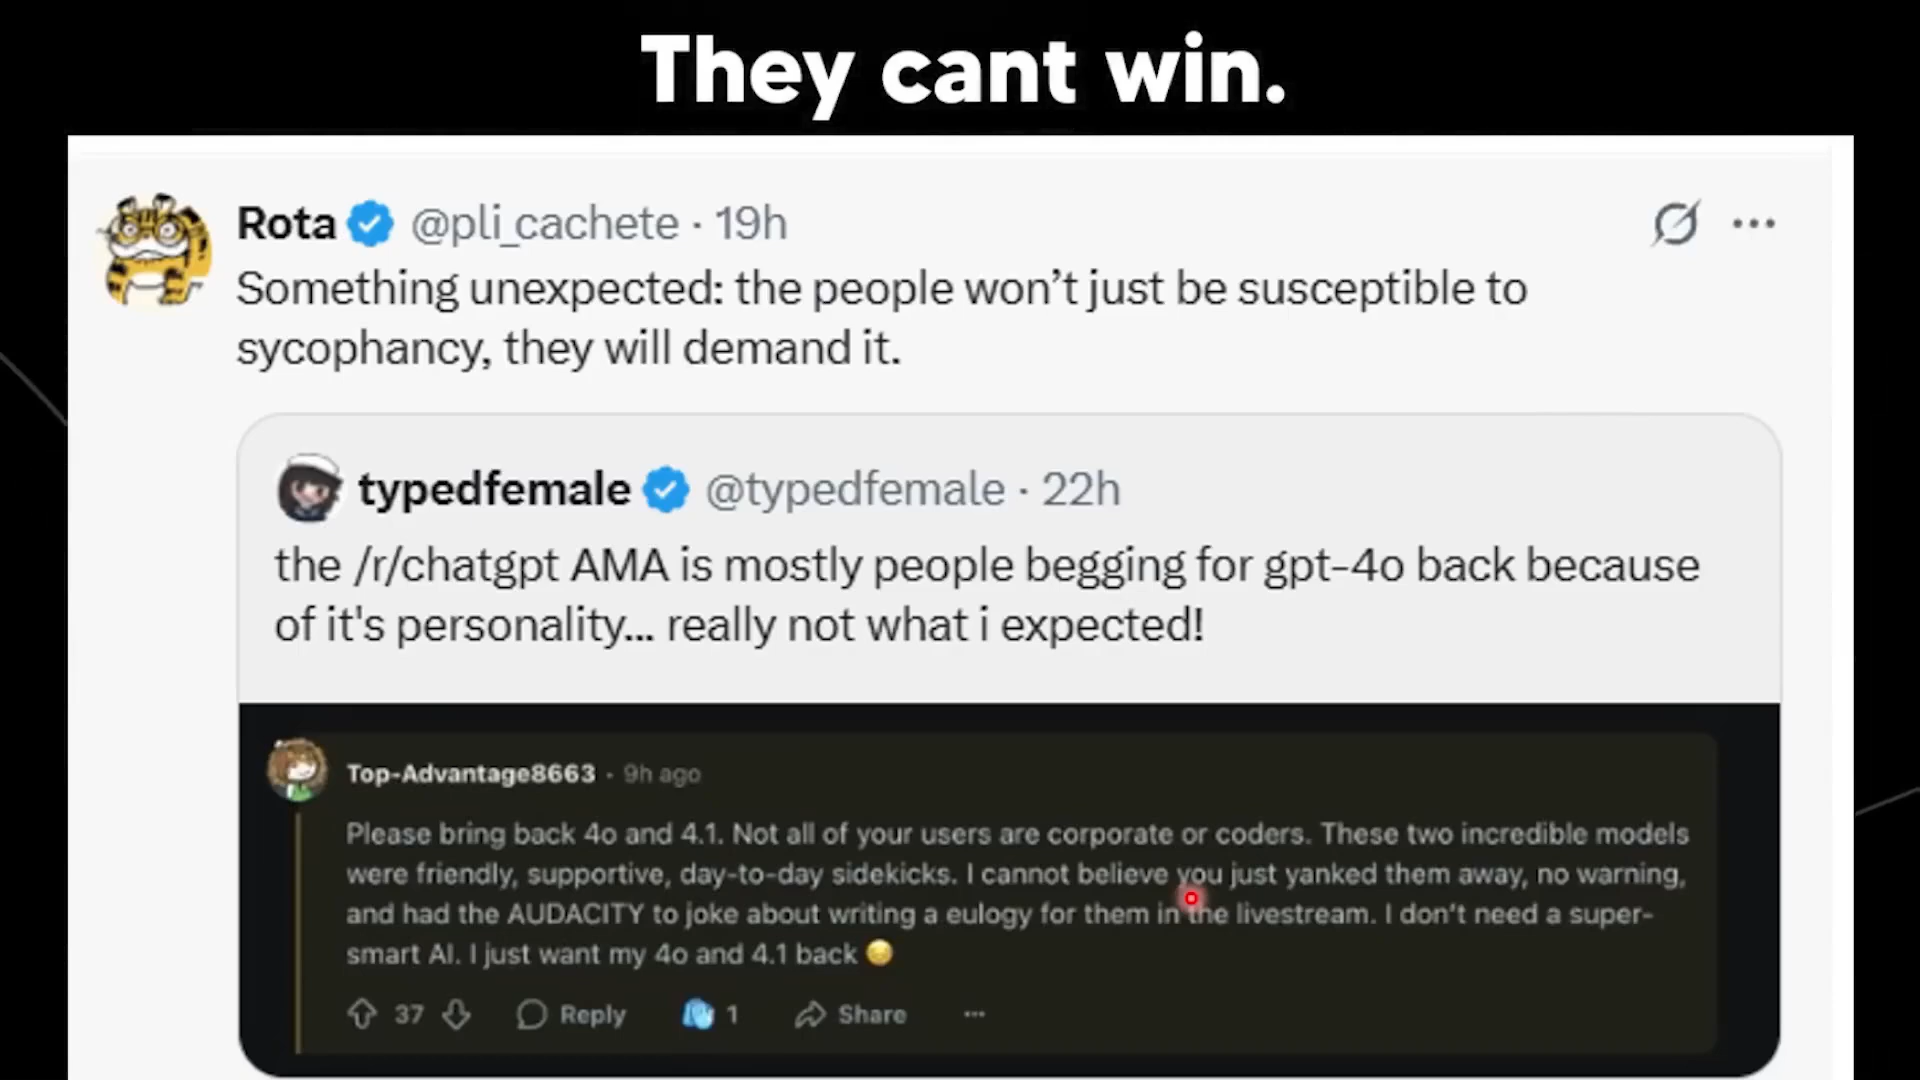 They cant win.
Rota @pli_cachete · 19h
Something unexpected: the people won’t just be susceptible to
sycophancy, they will demand it.
typedfemale @typedfemale · 22h
the /r/chatgpt AMA is mostly people begging for gpt-4o back because
of it's personality... really not what i expected!
Top-Advantage8663 · 9h ago
Please bring back 4o and 4.1. Not all of your users are corporate or coders. These two incredible models
were friendly, supportive, day-to-day sidekicks. I cannot believe you just yanked them away, no warning,
and had the AUDACITY to joke about writing a eulogy for them in the livestream. I don't need a super-
smart AI. I just want my 4o and 4.1 back
37 Reply 1 Share